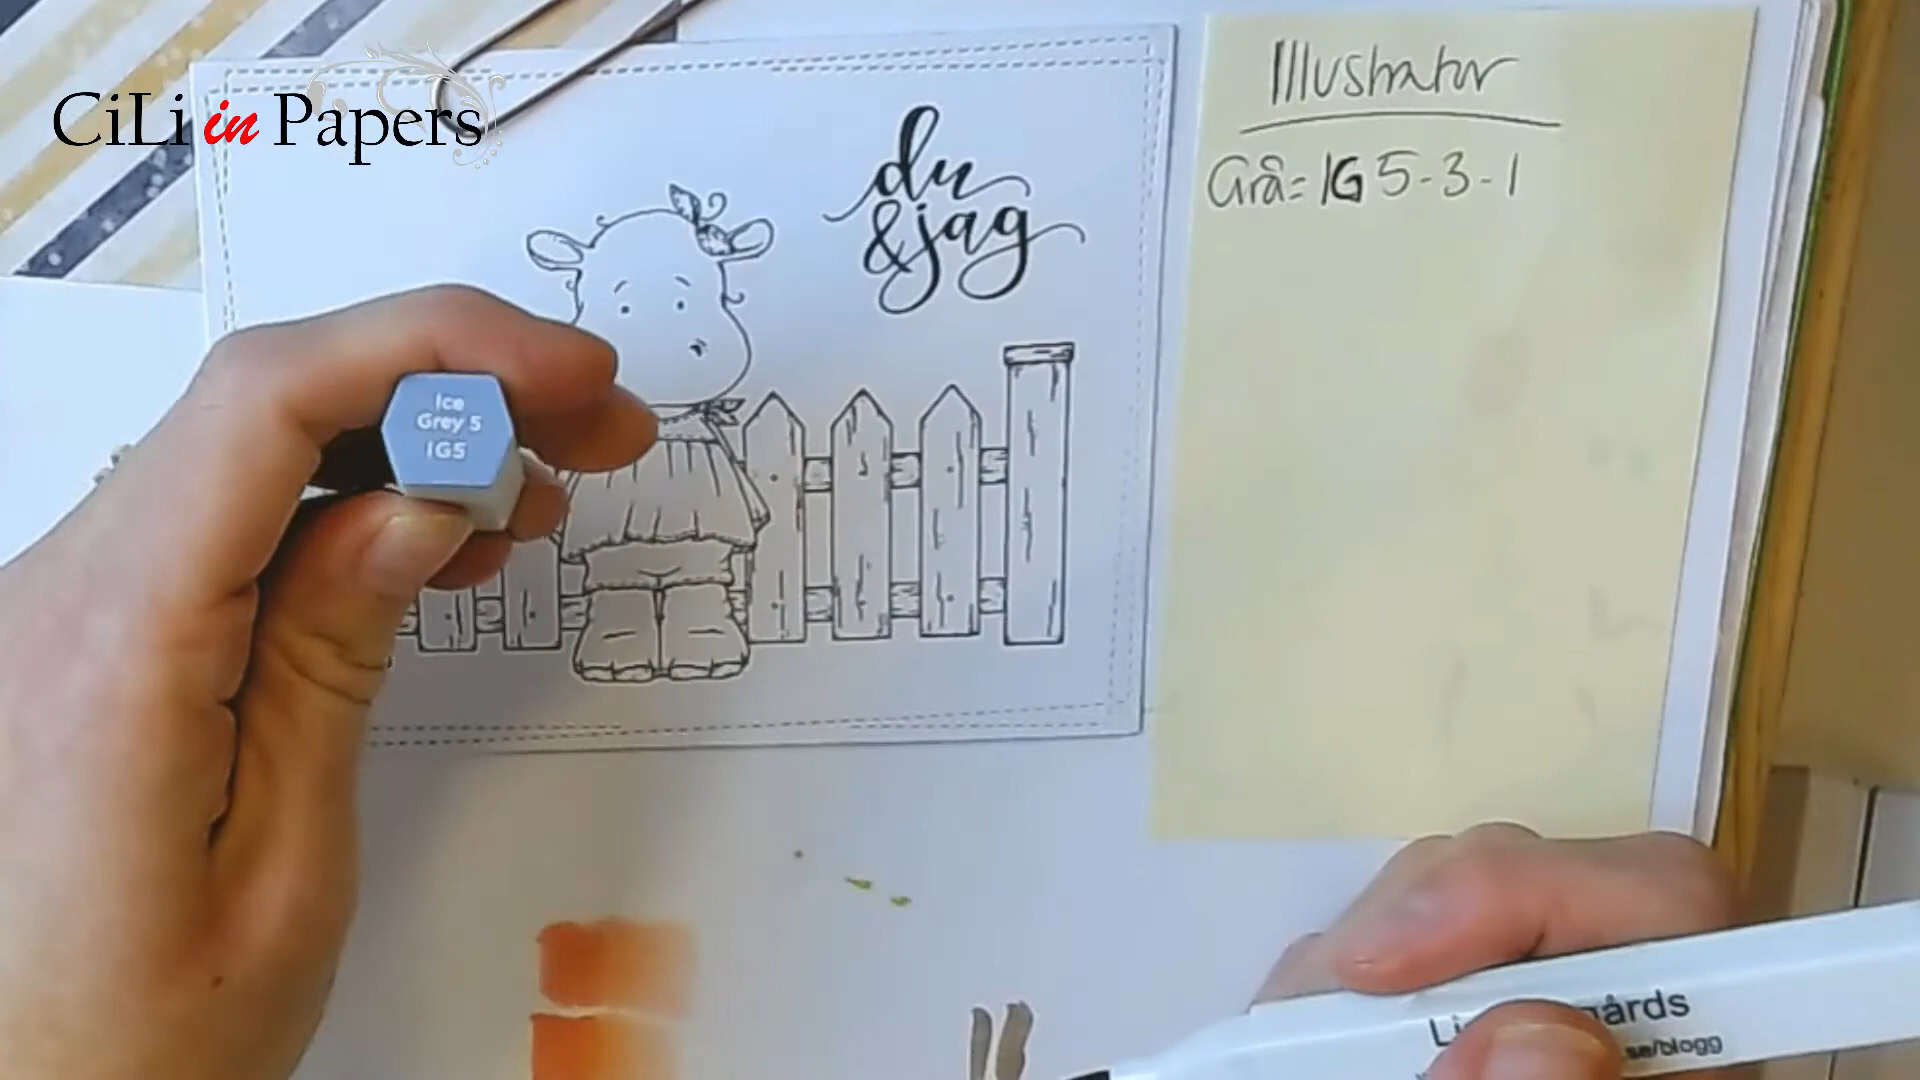 CiLi in Papers
du
&jag
Illustrator
Grå= IG 5-3-1
Ice
Grey 5
IG5